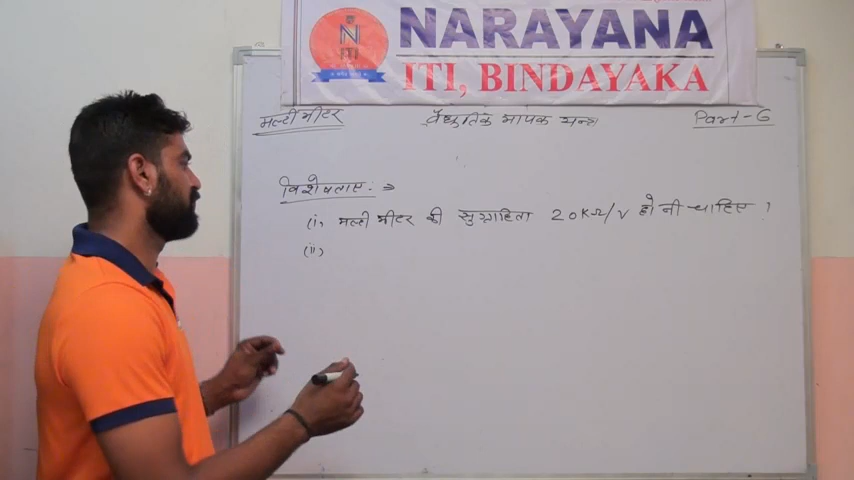 NARAYANA
N
ITI
ITI, BINDAYAKA
मल्टीमीटर वैधुतिक मापक यन्त्र Part-6
विशेषताएं :- ⇒
(i) मल्टीमीटर की सुग्राहिता 20KΩ/V होनी चाहिए ।
(ii)